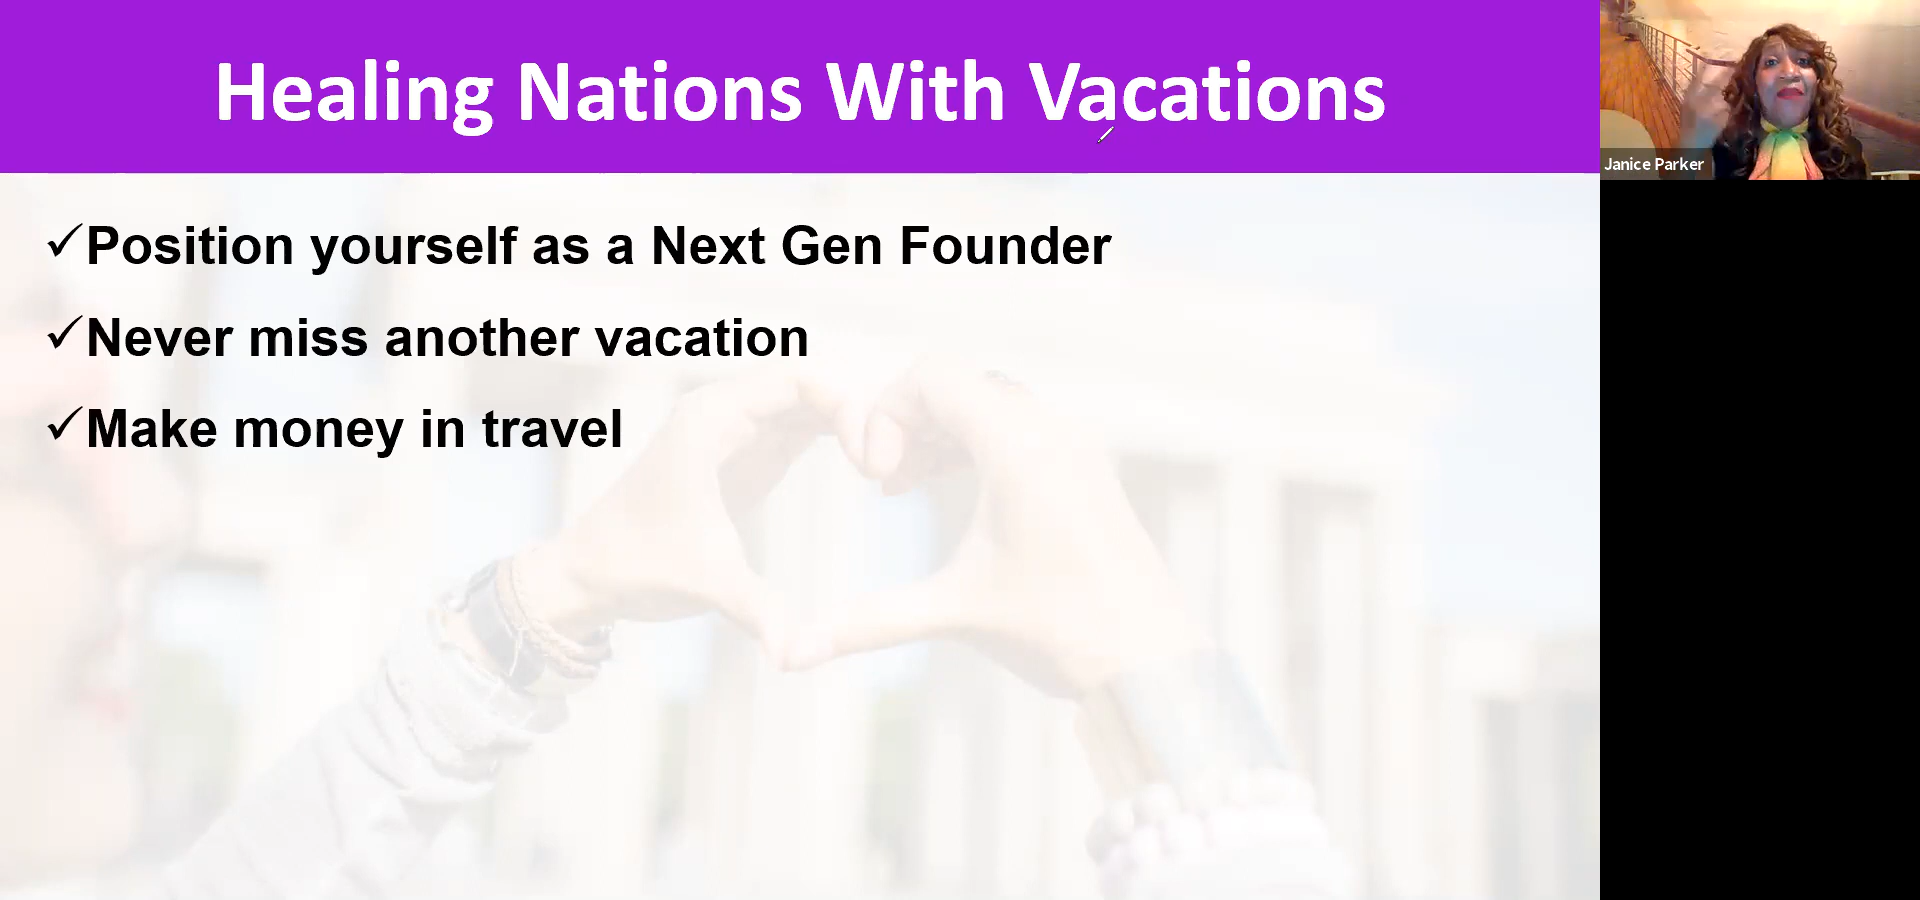 Healing Nations With Vacations
Janice Parker
✓Position yourself as a Next Gen Founder
✓Never miss another vacation
✓Make money in travel